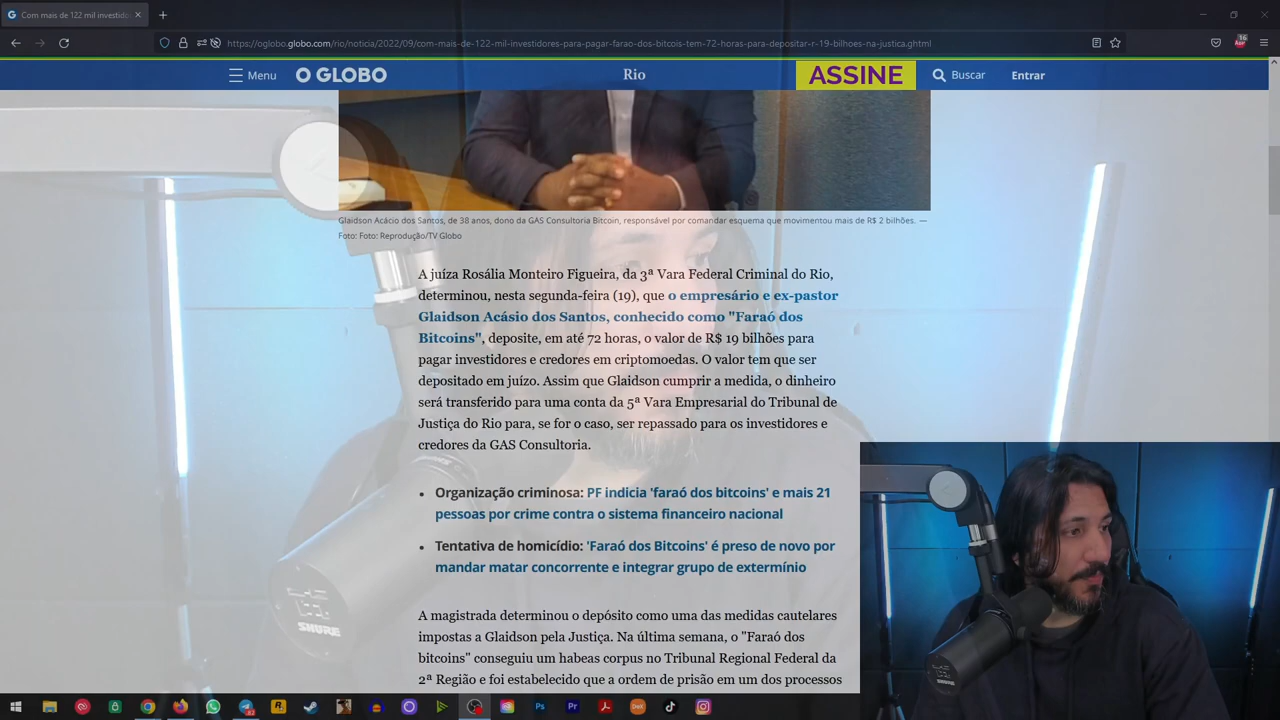 Com mais de 122 mil investido
https://oglobo.globo.com/rio/noticia/2022/09/com-mais-de-122-mil-investidores-para-pagar-farao-dos-bitcois-tem-72-horas-para-depositar-r-19-bilhoes-na-justica.ghtml
Menu
O GLOBO
Rio
ASSINE
Buscar
Entrar
Glaidson Acácio dos Santos, de 38 anos, dono da GAS Consultoria Bitcoin, responsável por comandar esquema que movimentou mais de R$ 2 bilhões. —
Foto: Foto: Reprodução/TV Globo
A juíza Rosália Monteiro Figueira, da 3ª Vara Federal Criminal do Rio,
determinou, nesta segunda-feira (19), que o empresário e ex-pastor
Glaidson Acásio dos Santos, conhecido como "Faraó dos
Bitcoins", deposite, em até 72 horas, o valor de R$ 19 bilhões para
pagar investidores e credores em criptomoedas. O valor tem que ser
depositado em juízo. Assim que Glaidson cumprir a medida, o dinheiro
será transferido para uma conta da 5ª Vara Empresarial do Tribunal de
Justiça do Rio para, se for o caso, ser repassado para os investidores e
credores da GAS Consultoria.
• Organização criminosa: PF indicia 'faraó dos bitcoins' e mais 21
pessoas por crime contra o sistema financeiro nacional
• Tentativa de homicídio: 'Faraó dos Bitcoins' é preso de novo por
mandar matar concorrente e integrar grupo de extermínio
A magistrada determinou o depósito como uma das medidas cautelares
impostas a Glaidson pela Justiça. Na última semana, o "Faraó dos
bitcoins" conseguiu um habeas corpus no Tribunal Regional Federal da
2ª Região e foi estabelecido que a ordem de prisão em um dos processos
SHURE